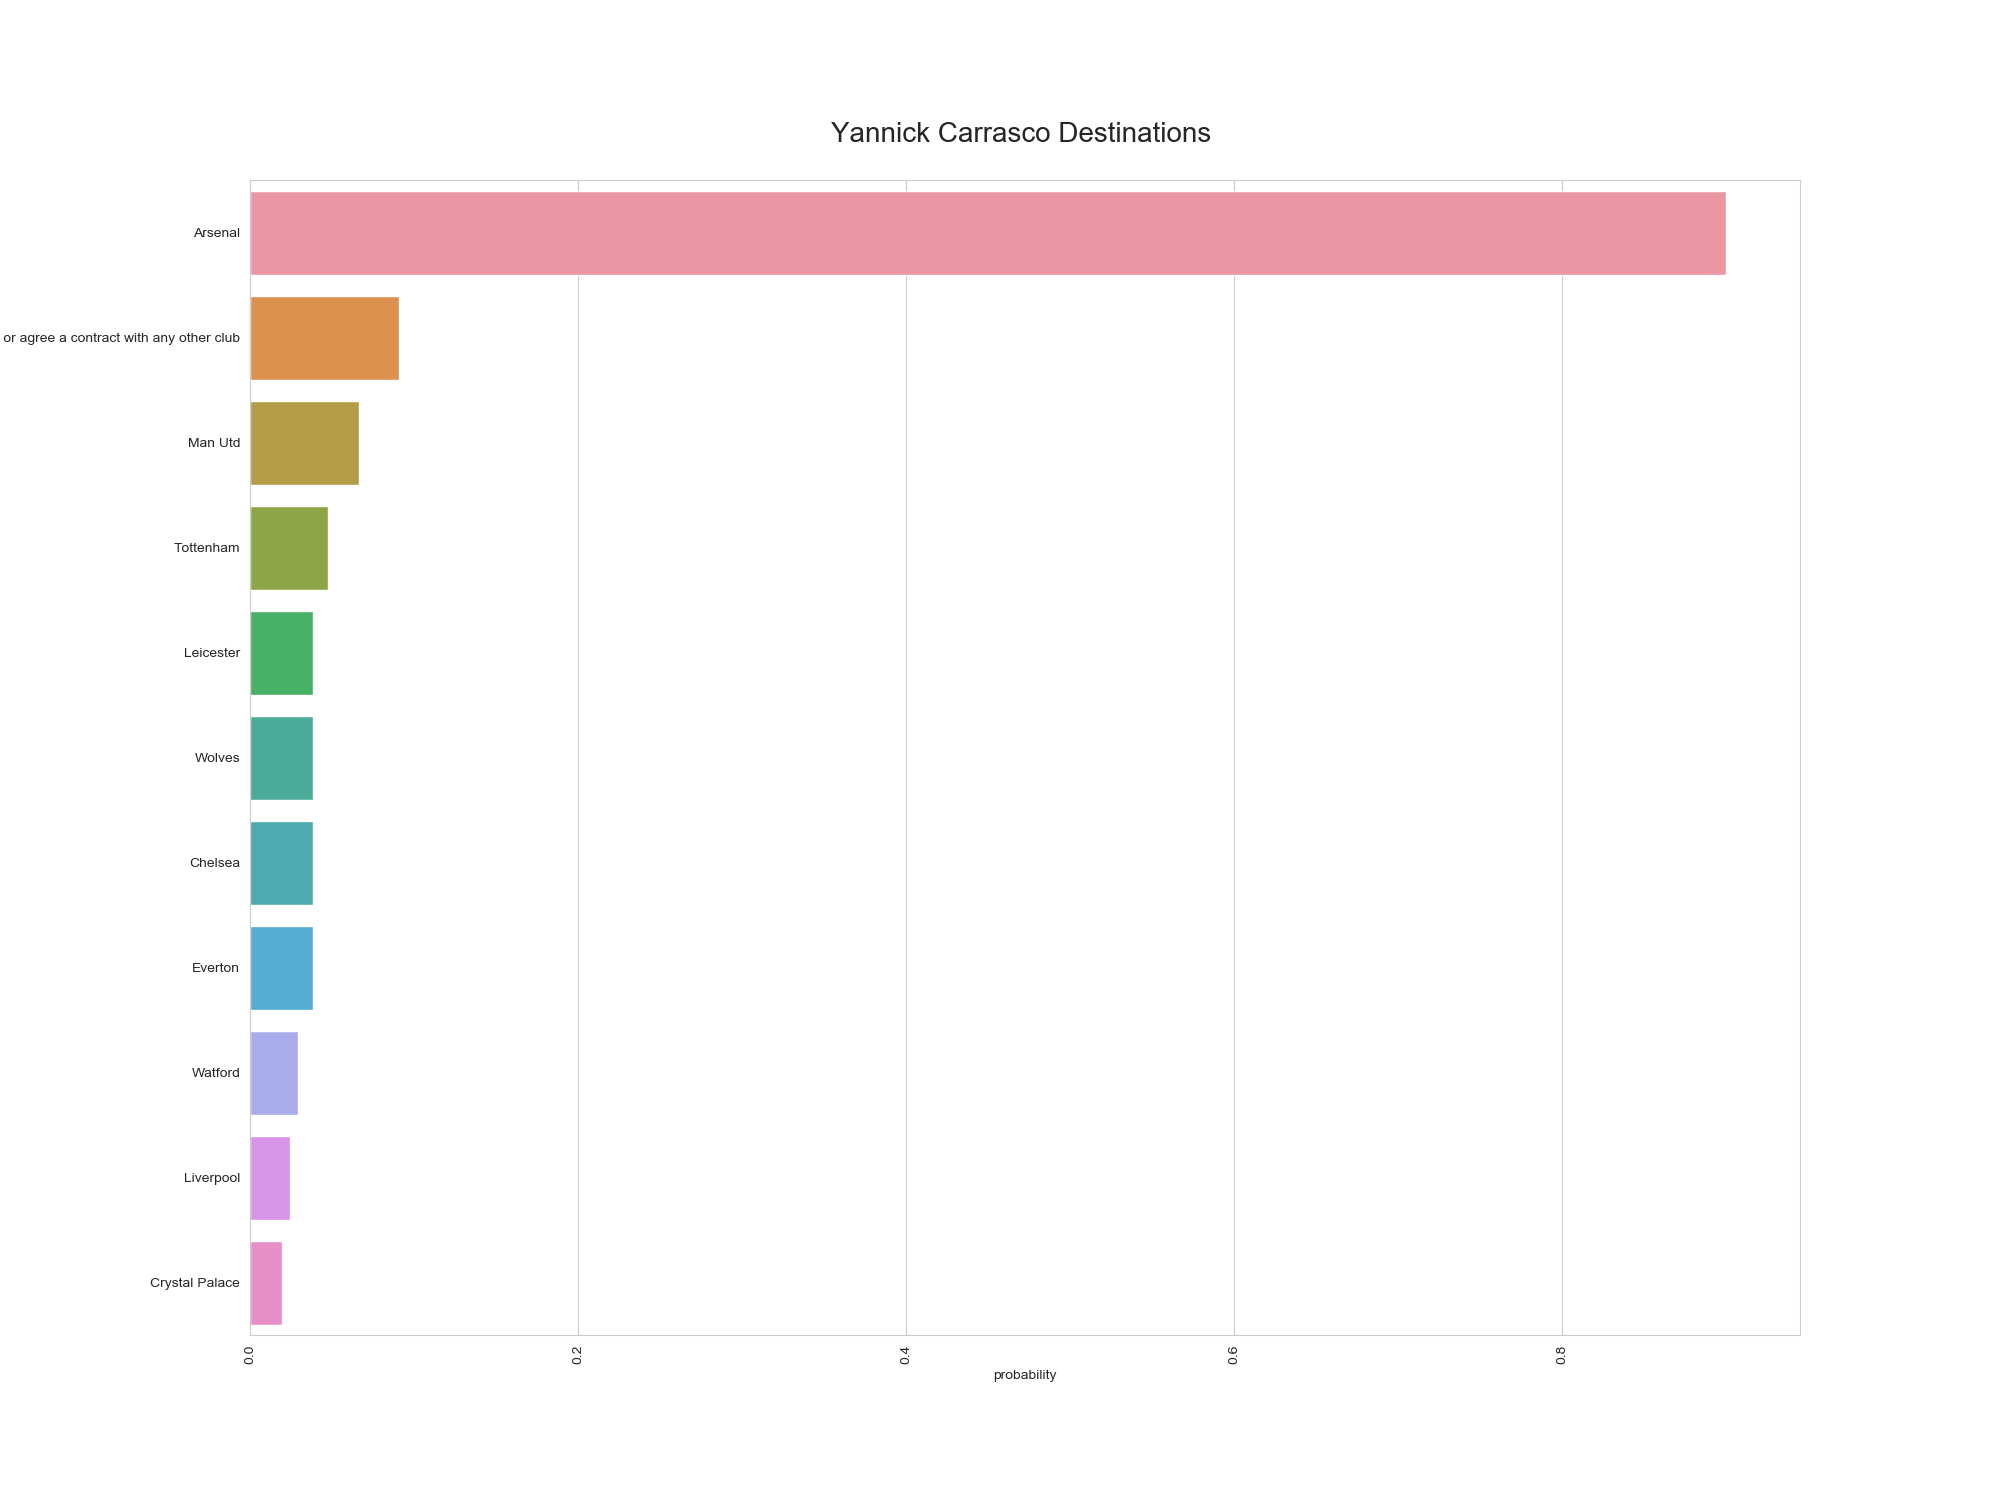 Yannick Carrasco Destinations
Arsenal
or agree a contract with any other club
Man Utd
Tottenham
Leicester
Wolves
Chelsea
Everton
Watford
Liverpool
Crystal Palace
0.0 0.2 0.4 0.6 0.8
probability